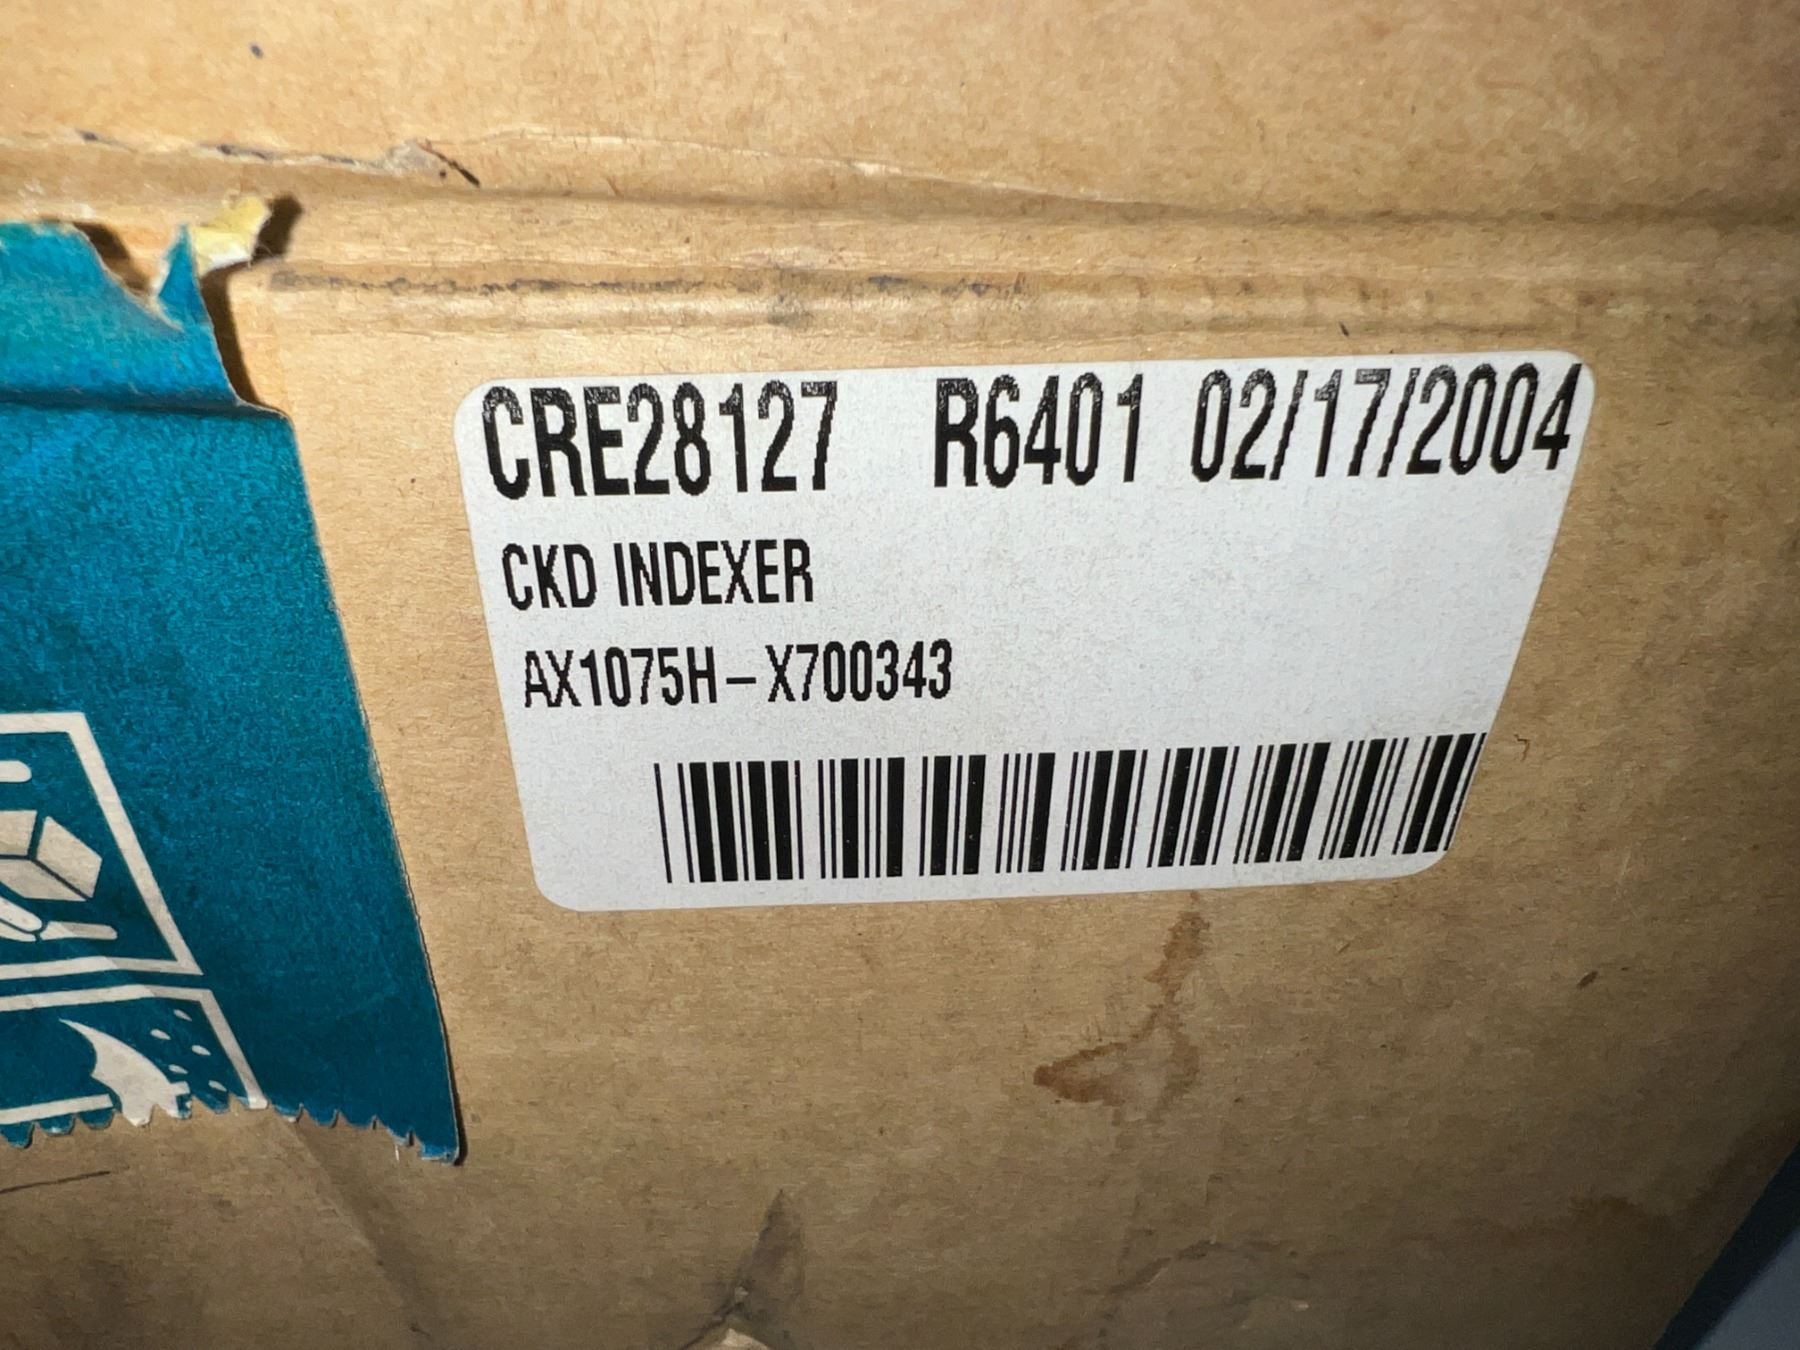 CRE28127 R6401 02/17/2004
CKD INDEXER
AX1075H-X700343